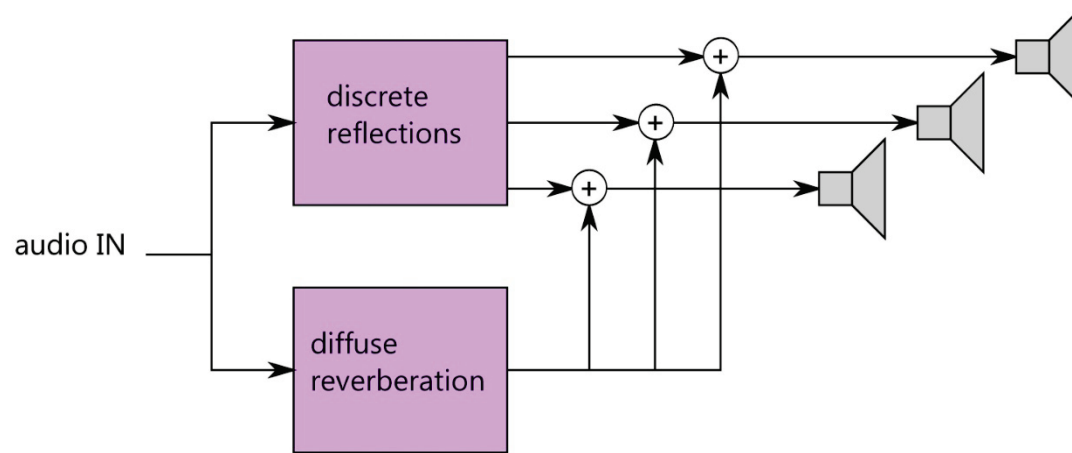 discrete
reflections
+
+
+
audio IN
diffuse
reverberation